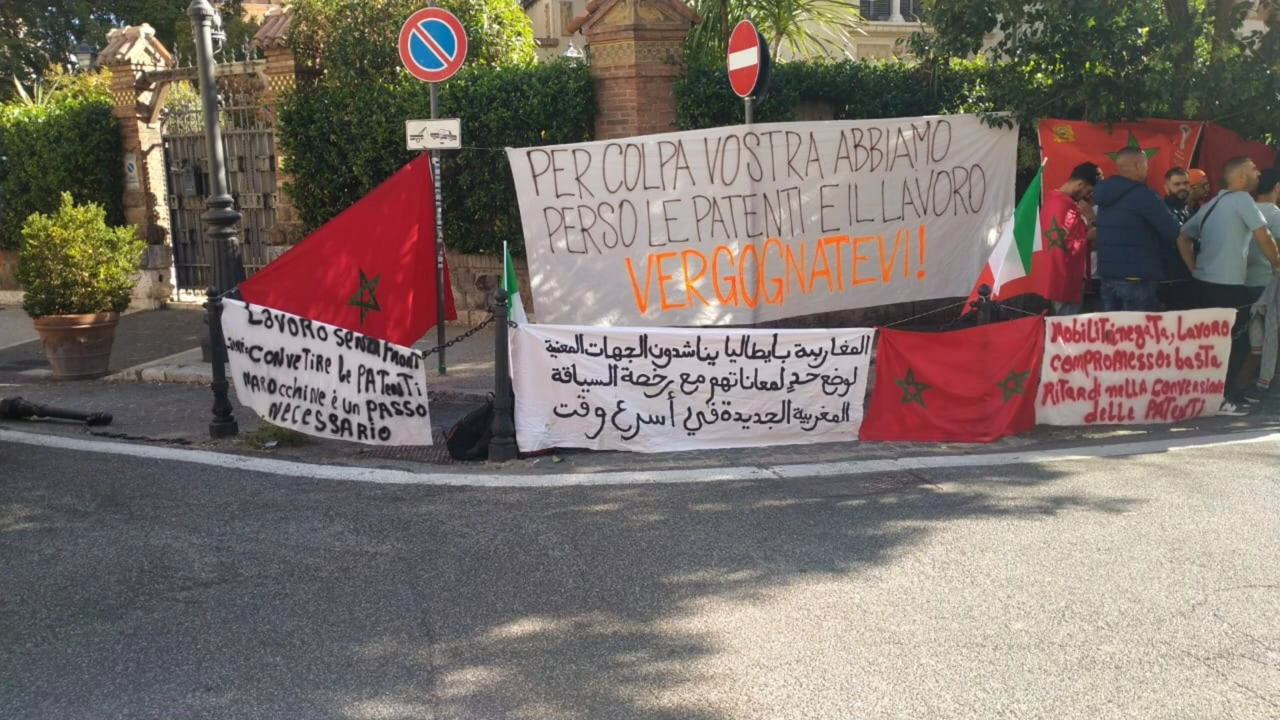 PER COLPA VOSTRA ABBIAMO
PERSO LE PATENTI E IL LAVORO
VERGOGNATEVI!
LAVORO SENZA FRONT
CONVETIRE LE PATENTI
MAROCCHINE È UN PASSO
NECESSARIO
المغاربة بايطاليا يناشدون الجهات المعنية
لوضع حد لمعاناتهم مع رخصة السياقة
المغربية الجديدة في أسرع وقت
MOBILITÀ NEGATA, LAVORO
COMPROMESSO: BASTA
RITARDI NELLA CONVERSIONE
DELLE PATENTI